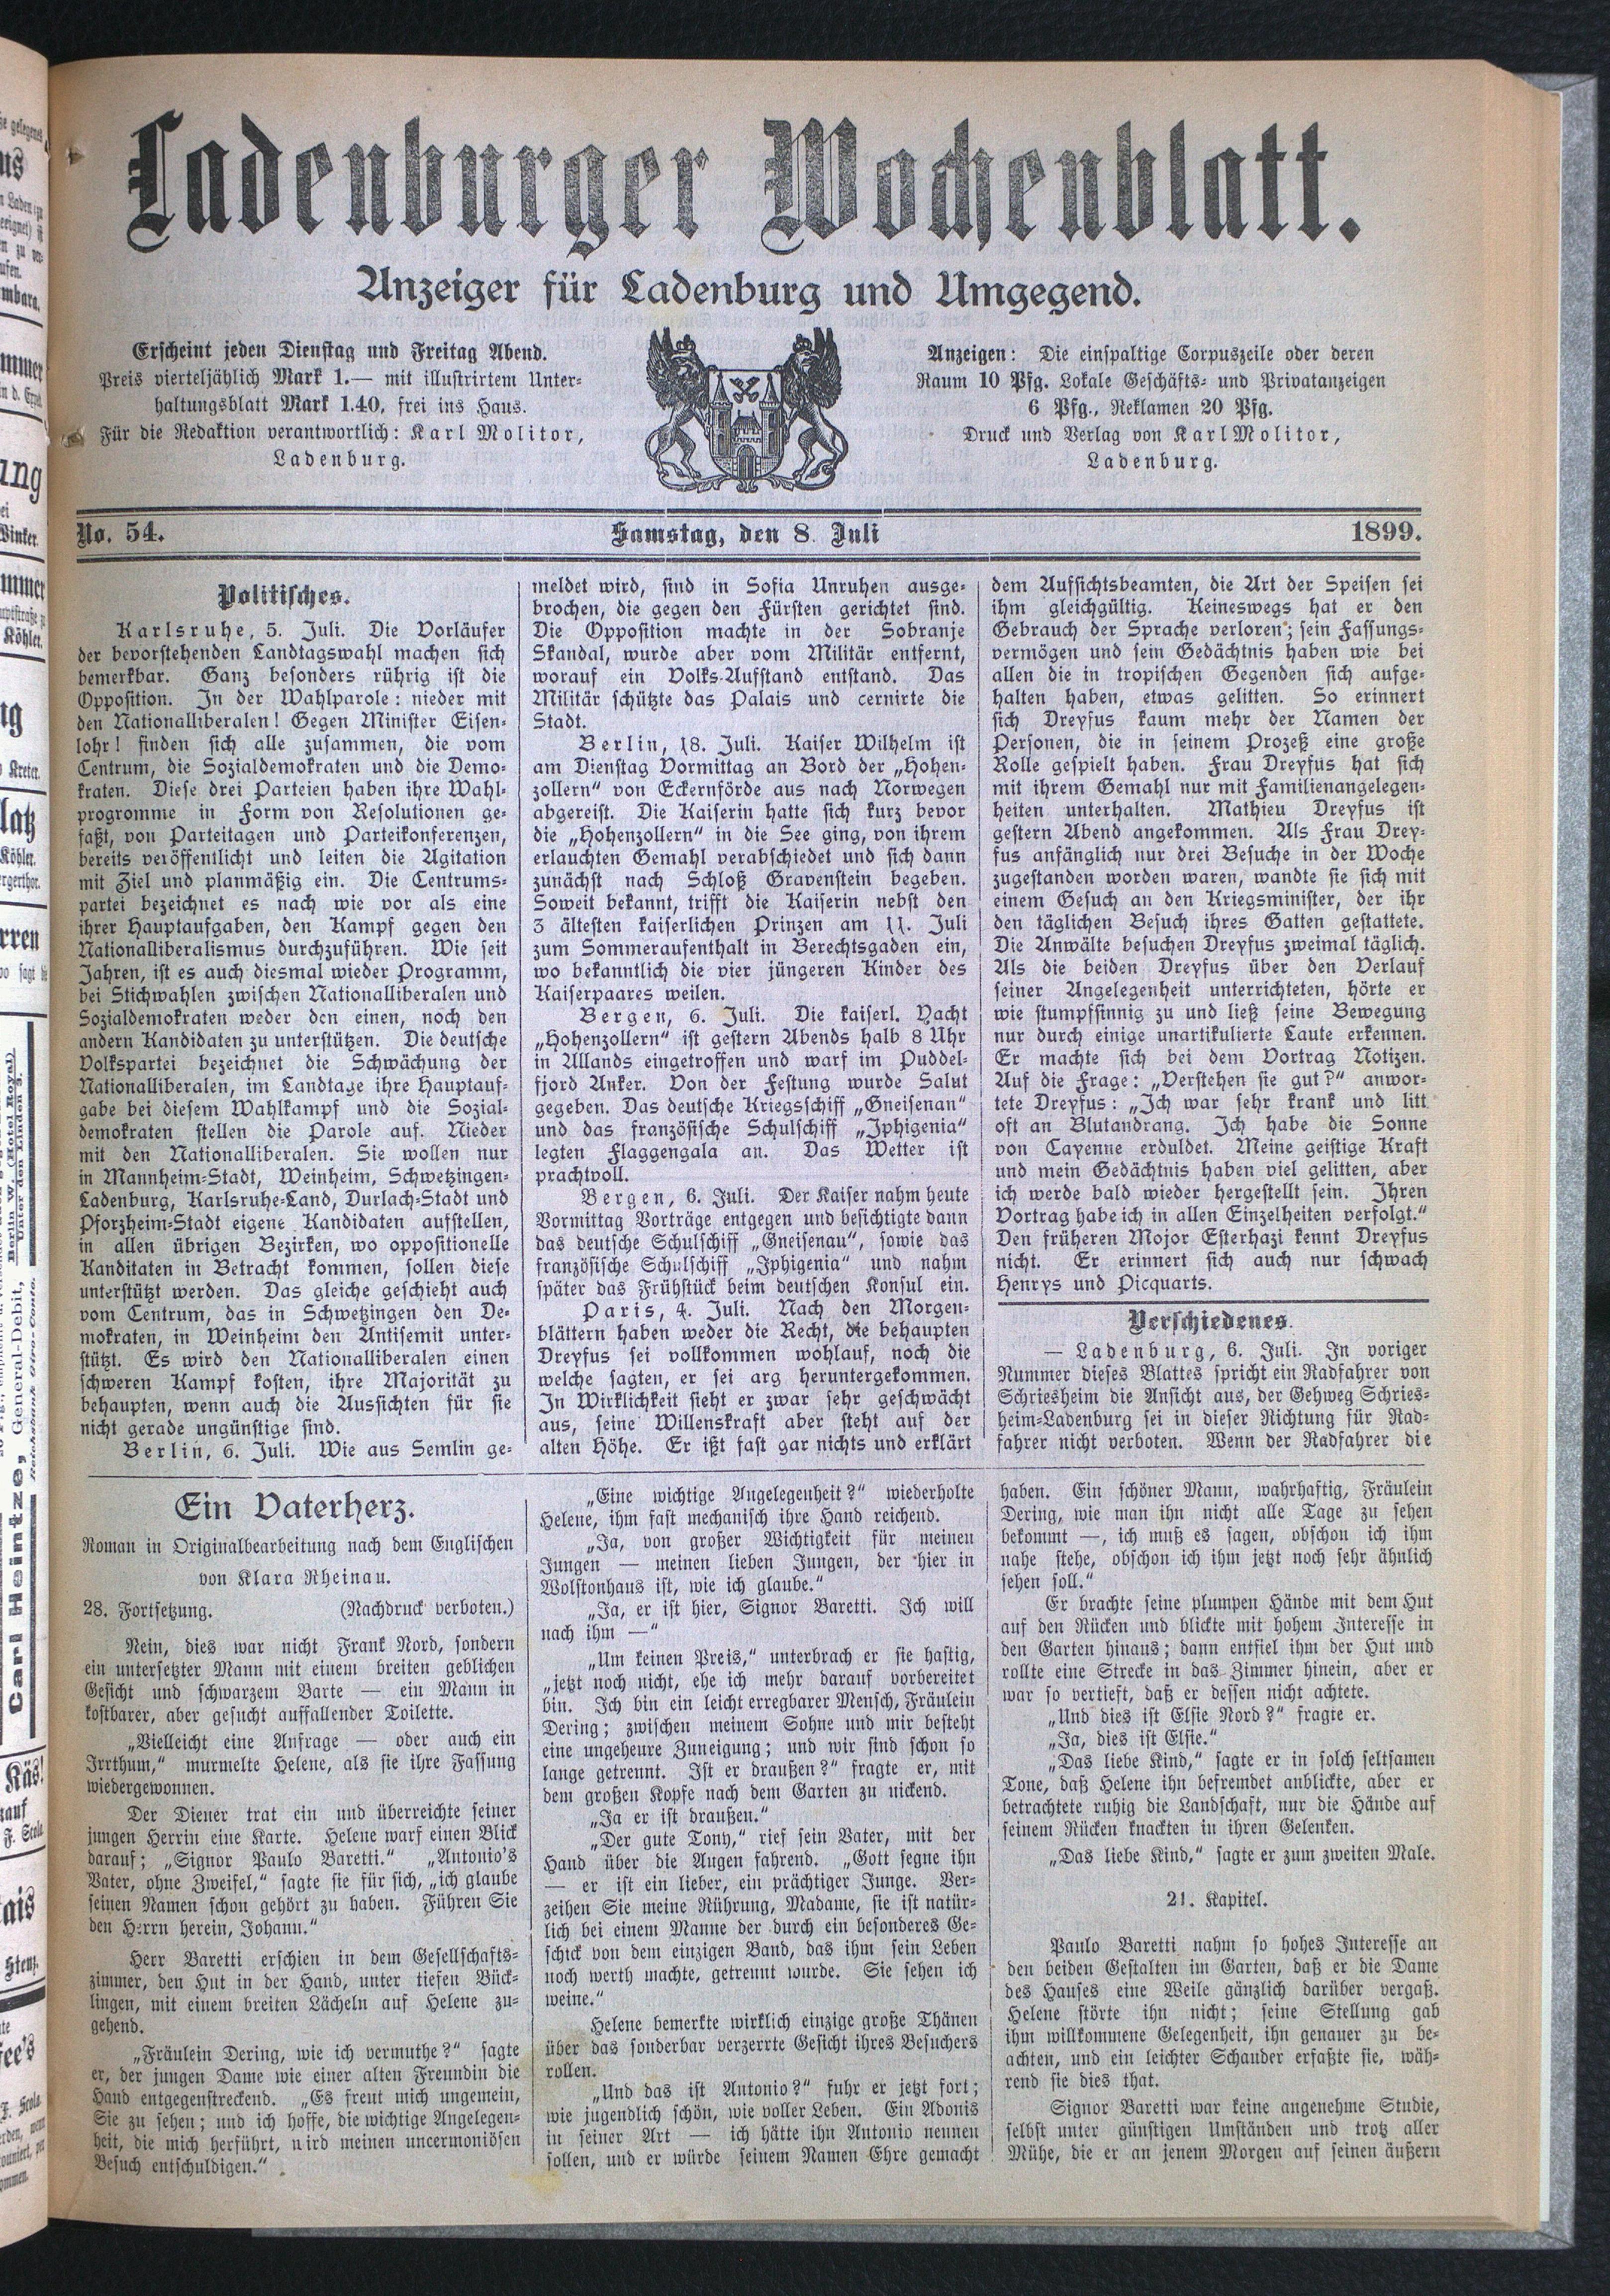 Ladenburger Wochenblatt.
Anzeiger für Ladenburg und Umgegend.
Erscheint jeden Dienstag und Freitag Abend.
Preis vierteljährlich Mark 1.— mit illustrirtem Unter-
haltungsblatt Mark 1.40, frei ins Haus.
Für die Redaktion verantwortlich: Karl Molitor,
Ladenburg.
Anzeigen: Die einspaltige Corpuszeile oder deren
Raum 10 Pfg. Lokale Geschäfts- und Privatanzeigen
6 Pfg., Reklamen 20 Pfg.
Druck und Verlag von Karl Molitor,
Ladenburg.
No. 54. Samstag, den 8. Juli 1899.
Politisches.
Karlsruhe, 5. Juli. Die Vorläufer
der bevorstehenden Landtagswahl machen sich
bemerkbar. Ganz besonders rührig ist die
Opposition. In der Wahlparole: nieder mit
den Nationalliberalen! Gegen Minister Eisen-
lohr! finden sich alle zusammen, die vom
Centrum, die Sozialdemokraten und die Demo-
kraten. Diese drei Parteien haben ihre Wahl-
programme in Form von Resolutionen ge-
faßt, von Parteitagen und Parteikonferenzen,
bereits veröffentlicht und leiten die Agitation
mit Ziel und planmäßig ein. Die Centrums-
partei bezeichnet es nach wie vor als eine
ihrer Hauptaufgaben, den Kampf gegen den
Nationalliberalismus durchzuführen. Wie seit
Jahren, ist es auch diesmal wieder Programm,
bei Stichwahlen zwischen Nationalliberalen und
Sozialdemokraten weder den einen, noch den
andern Kandidaten zu unterstützen. Die deutsche
Volkspartei bezeichnet die Schwächung der
Nationalliberalen, im Landtage ihre Hauptauf-
gabe bei diesem Wahlkampf und die Sozial-
demokraten stellen die Parole auf. Nieder
mit den Nationalliberalen. Sie wollen nur
in Mannheim-Stadt, Weinheim, Schwetzingen-
Ladenburg, Karlsruhe-Land, Durlach-Stadt und
Pforzheim-Stadt eigene Kandidaten aufstellen,
in allen übrigen Bezirken, wo oppositionelle
Kanditaten in Betracht kommen, sollen diese
unterstützt werden. Das gleiche geschieht auch
vom Centrum, das in Schwetzingen den De-
mokraten, in Weinheim den Antisemit unter-
stützt. Es wird den Nationalliberalen einen
schweren Kampf kosten, ihre Majorität zu
behaupten, wenn auch die Aussichten für sie
nicht gerade ungünstige sind.
Berlin, 6. Juli. Wie aus Semlin ge-
meldet wird, sind in Sofia Unruhen ausge-
brochen, die gegen den Fürsten gerichtet sind.
Die Opposition machte in der Sobranje
Skandal, wurde aber vom Militär entfernt,
worauf ein Volks-Aufstand entstand. Das
Militär schützte das Palais und cernirte die
Stadt.
Berlin, 18. Juli. Kaiser Wilhelm ist
am Dienstag Vormittag an Bord der „Hohen-
zollern“ von Eckernförde aus nach Norwegen
abgereist. Die Kaiserin hatte sich kurz bevor
die „Hohenzollern“ in die See ging, von ihrem
erlauchten Gemahl verabschiedet und sich dann
zunächst nach Schloß Gravenstein begeben.
Soweit bekannt, trifft die Kaiserin nebst den
3 ältesten kaiserlichen Prinzen am 11. Juli
zum Sommeraufenthalt in Berechtsgaden ein,
wo bekanntlich die vier jüngeren Kinder des
Kaiserpaares weilen.
Bergen, 6. Juli. Die kaiserl. Yacht
„Hohenzollern“ ist gestern Abends halb 8 Uhr
in Allands eingetroffen und warf im Puddel-
fjord Anker. Von der Festung wurde Salut
gegeben. Das deutsche Kriegsschiff „Gneisenan“
und das französische Schulschiff „Iphigenia“
legten Flaggengala an. Das Wetter ist
prachtvoll.
Bergen, 6. Juli. Der Kaiser nahm heute
Vormittag Vorträge entgegen und besichtigte dann
das deutsche Schulschiff „Gneisenau“, sowie das
französische Schulschiff „Iphigenia“ und nahm
später das Frühstück beim deutschen Konsul ein.
Paris, 4. Juli. Nach den Morgen-
blättern haben weder die Recht, die behaupten
Dreyfus sei vollkommen wohlauf, noch die
welche sagten, er sei arg heruntergekommen.
In Wirklichkeit sieht er zwar sehr geschwächt
aus, seine Willenskraft aber steht auf der
alten Höhe. Er ißt fast gar nichts und erklärt
dem Aufsichtsbeamten, die Art der Speisen sei
ihm gleichgültig. Keineswegs hat er den
Gebrauch der Sprache verloren; sein Fassungs-
vermögen und sein Gedächtnis haben wie bei
allen die in tropischen Gegenden sich aufge-
halten haben, etwas gelitten. So erinnert
sich Dreyfus kaum mehr der Namen der
Personen, die in seinem Prozeß eine große
Rolle gespielt haben. Frau Dreyfus hat sich
mit ihrem Gemahl nur mit Familienangelegen-
heiten unterhalten. Mathieu Dreyfus ist
gestern Abend angekommen. Als Frau Drey-
fus anfänglich nur drei Besuche in der Woche
zugestanden worden waren, wandte sie sich mit
einem Gesuch an den Kriegsminister, der ihr
den täglichen Besuch ihres Gatten gestattete.
Die Anwälte besuchen Dreyfus zweimal täglich.
Als die beiden Dreyfus über den Verlauf
seiner Angelegenheit unterrichteten, hörte er
wie stumpfsinnig zu und ließ seine Bewegung
nur durch einige unartikulierte Laute erkennen.
Er machte sich bei dem Vortrag Notizen.
Auf die Frage: „Verstehen sie gut?“ anwor-
tete Dreyfus: „Ich war sehr krank und litt
oft an Blutandrang. Ich habe die Sonne
von Cayenne erduldet. Meine geistige Kraft
und mein Gedächtnis haben viel gelitten, aber
ich werde bald wieder hergestellt sein. Ihren
Vortrag habe ich in allen Einzelheiten verfolgt.“
Den früheren Mojor Esterhazi kennt Dreyfus
nicht. Er erinnert sich auch nur schwach
Henrys und Picquarts.
Verschiedenes.
— Ladenburg, 6. Juli. In voriger
Nummer dieses Blattes spricht ein Radfahrer von
Schriesheim die Ansicht aus, der Gehweg Schries-
heim-Ladenburg sei in dieser Richtung für Rad-
fahrer nicht verboten. Wenn der Radfahrer die
Ein Vaterherz.
Roman in Originalbearbeitung nach dem Englischen
von Klara Rheinau.
28. Fortsetzung. (Nachdruck verboten.)
Nein, dies war nicht Frank Nord, sondern
ein untersetzter Mann mit einem breiten geblichen
Gesicht und schwarzem Barte — ein Mann in
kostbarer, aber gesucht auffallender Toilette.
„Vielleicht eine Anfrage — oder auch ein
Irrthum,“ murmelte Helene, als sie ihre Fassung
wiedergewonnen.
Der Diener trat ein und überreichte seiner
jungen Herrin eine Karte. Helene warf einen Blick
darauf; „Signor Paulo Baretti.“ „Antonio's
Vater, ohne Zweifel,“ sagte sie für sich, „ich glaube
seinen Namen schon gehört zu haben. Führen Sie
den Herrn herein, Johann.“
Herr Baretti erschien in dem Gesellschafts-
zimmer, den Hut in der Hand, unter tiefen Bück-
lingen, mit einem breiten Lächeln auf Helene zu-
gehend.
„Fräulein Dering, wie ich vermuthe?“ sagte
er, der jungen Dame wie einer alten Freundin die
Hand entgegenstreckend. „Es freut mich ungemein,
Sie zu sehen; und ich hoffe, die wichtige Angelegen-
heit, die mich herführt, wird meinen uncermoniösen
Besuch entschuldigen.“
„Eine wichtige Angelegenheit?“ wiederholte
Helene, ihm fast mechanisch ihre Hand reichend.
„Ja, von großer Wichtigkeit für meinen
Jungen — meinen lieben Jungen, der hier in
Wolstonhaus ist, wie ich glaube.“
„Ja, er ist hier, Signor Baretti. Ich will
nach ihm —“
„Um keinen Preis,“ unterbrach er sie hastig,
„jetzt noch nicht, ehe ich mehr darauf vorbereitet
bin. Ich bin ein leicht erregbarer Mensch, Fräulein
Dering; zwischen meinem Sohne und mir besteht
eine ungeheure Zuneigung; und wir sind schon so
lange getrennt. Ist er draußen?“ fragte er, mit
dem großen Kopfe nach dem Garten zu nickend.
„Ja er ist draußen.“
„Der gute Tony,“ rief sein Vater, mit der
Hand über die Augen fahrend. „Gott segne ihn
— er ist ein lieber, ein prächtiger Junge. Ver-
zeihen Sie meine Rührung, Madame, sie ist natür-
lich bei einem Manne der durch ein besonderes Ge-
schick von dem einzigen Band, das ihm sein Leben
noch werth machte, getrennt wurde. Sie sehen ich
weine.“
Helene bemerkte wirklich einzige große Thänen
über das sonderbar verzerrte Gesicht ihres Besuchers
rollen.
„Und das ist Antonio?“ fuhr er jetzt fort;
wie jugendlich schön, wie voller Leben. Ein Adonis
in seiner Art — ich hätte ihn Antonio nennen
sollen, und er würde seinem Namen Ehre gemacht
haben. Ein schöner Mann, wahrhaftig, Fräulein
Dering, wie man ihn nicht alle Tage zu sehen
bekommt —, ich muß es sagen, obschon ich ihm
nahe stehe, obschon ich ihm jetzt noch sehr ähnlich
sehen soll.“
Er brachte seine plumpen Hände mit dem Hut
auf den Rücken und blickte mit hohem Interesse in
den Garten hinaus; dann entfiel ihm der Hut und
rollte eine Strecke in das Zimmer hinein, aber er
war so vertieft, daß er dessen nicht achtete.
„Und dies ist Elsie Nord?“ fragte er.
„Ja, dies ist Elsie.“
„Das liebe Kind,“ sagte er in solch seltsamen
Tone, daß Helene ihn befremdet anblickte, aber er
betrachtete ruhig die Landschaft, nur die Hände auf
seinem Rücken knackten in ihren Gelenken.
„Das liebe Kind,“ sagte er zum zweiten Male.
21. Kapitel.
Paulo Baretti nahm so hohes Interesse an
den beiden Gestalten im Garten, daß er die Dame
des Hauses eine Weile gänzlich darüber vergaß.
Helene störte ihn nicht; seine Stellung gab
ihm willkommene Gelegenheit, ihn genauer zu be-
achten, und ein leichter Schauder erfaßte sie, wäh-
rend sie dies that.
Signor Baretti war keine angenehme Studie,
selbst unter günstigen Umständen und trotz aller
Mühe, die er an jenem Morgen auf seinen äußern